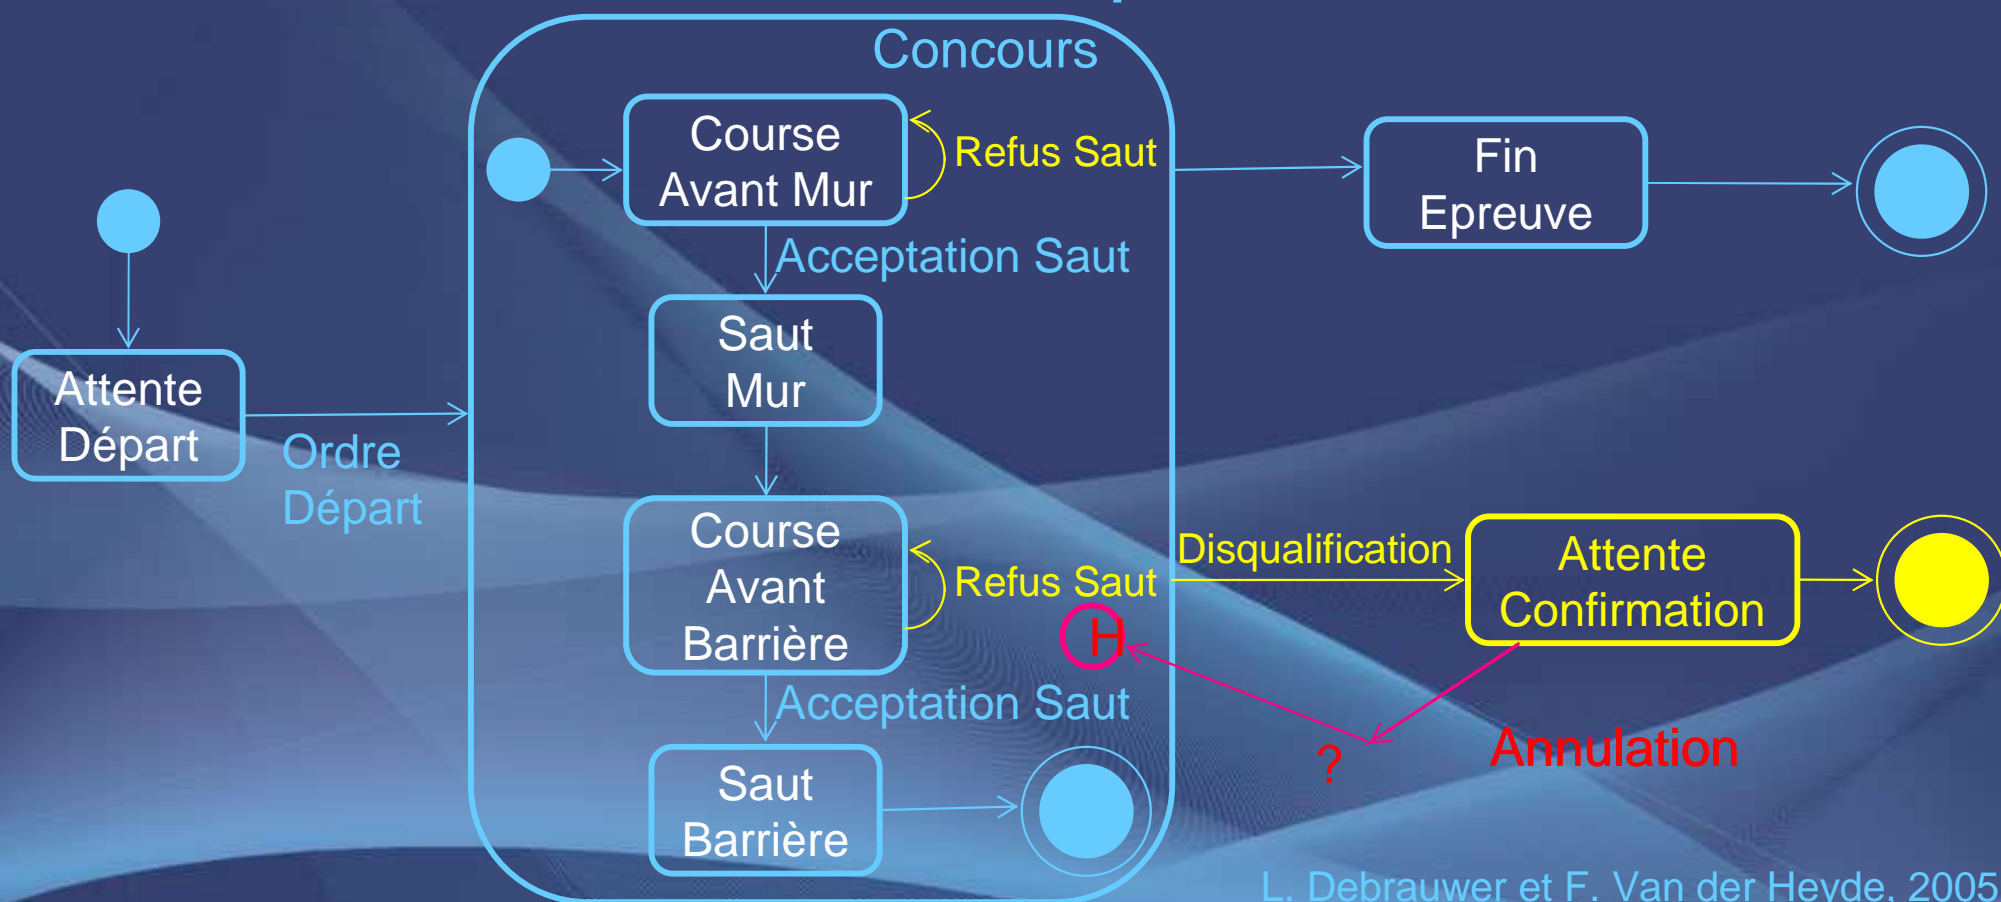 Concours
Course
Avant Mur
Refus Saut
Fin
Epreuve
Acceptation Saut
Saut
Mur
Attente
Départ
Ordre
Départ
Course
Avant
Barrière
Refus Saut
Disqualification
Attente
Confirmation
H
Acceptation Saut
?
Annulation
Saut
Barrière
L. Debrauwer et F. Van der Heyde, 2005